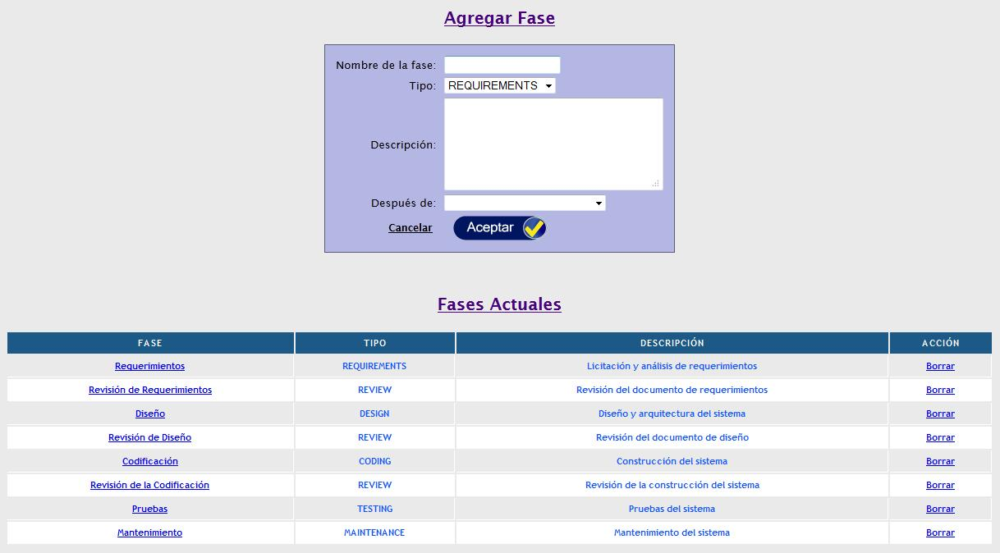 Agregar Fase
Nombre de la fase:
Tipo: REQUIREMENTS
Descripción:
Después de:
Cancelar Aceptar
Fases Actuales
FASE TIPO DESCRIPCIÓN ACCIÓN
Requerimientos REQUIREMENTS Licitación y análisis de requerimientos Borrar
Revisión de Requerimientos REVIEW Revisión del documento de requerimientos Borrar
Diseño DESIGN Diseño y arquitectura del sistema Borrar
Revisión de Diseño REVIEW Revisión del documento de diseño Borrar
Codificación CODING Construcción del sistema Borrar
Revisión de la Codificación REVIEW Revisión de la construcción del sistema Borrar
Pruebas TESTING Pruebas del sistema Borrar
Mantenimiento MAINTENANCE Mantenimiento del sistema Borrar